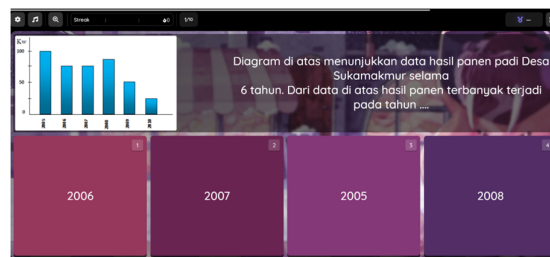 Streak
0
1/10
Kw
100
50
0
2005 2006 2007 2008 2009 2010
Diagram di atas menunjukkan data hasil panen padi Desa
Sukamakmur selama
6 tahun. Dari data di atas hasil panen terbanyak terjadi
pada tahun ....
1
2006
2
2007
3
2005
4
2008